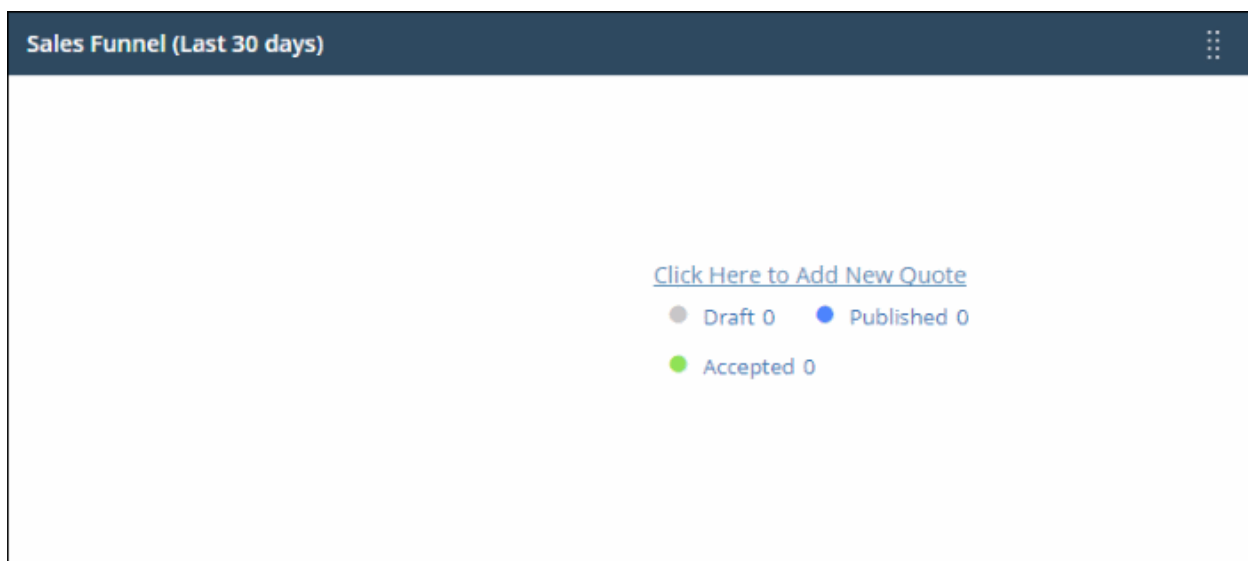 Sales Funnel (Last 30 days)
Click Here to Add New Quote
Draft 0 Published 0
Accepted 0